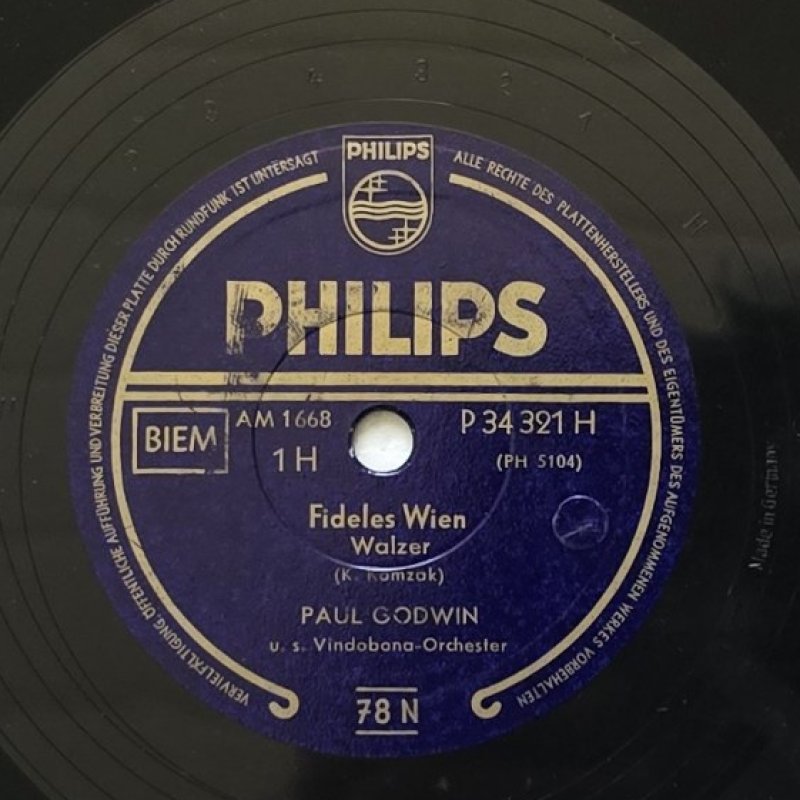 PHILIPS
ALLE RECHTE DES PLATTENHERSTELLERS UND DES EIGENTÜMERS DES AUFGENOMMENEN WERKES VORBEHALTEN
VERVIELFÄLTIGUNG, ÖFFENTLICHE AUFFÜHRUNG UND VERBREITUNG DIESER PLATTE DURCH RUNDFUNK IST UNTERSAGT
PHILIPS
BIEM
AM 1668
1 H
P 34 321 H
(PH 5104)
Fideles Wien
Walzer
(K. Komzak)
PAUL GODWIN
u. s. Vindobona-Orchester
78 N
Made in Germany